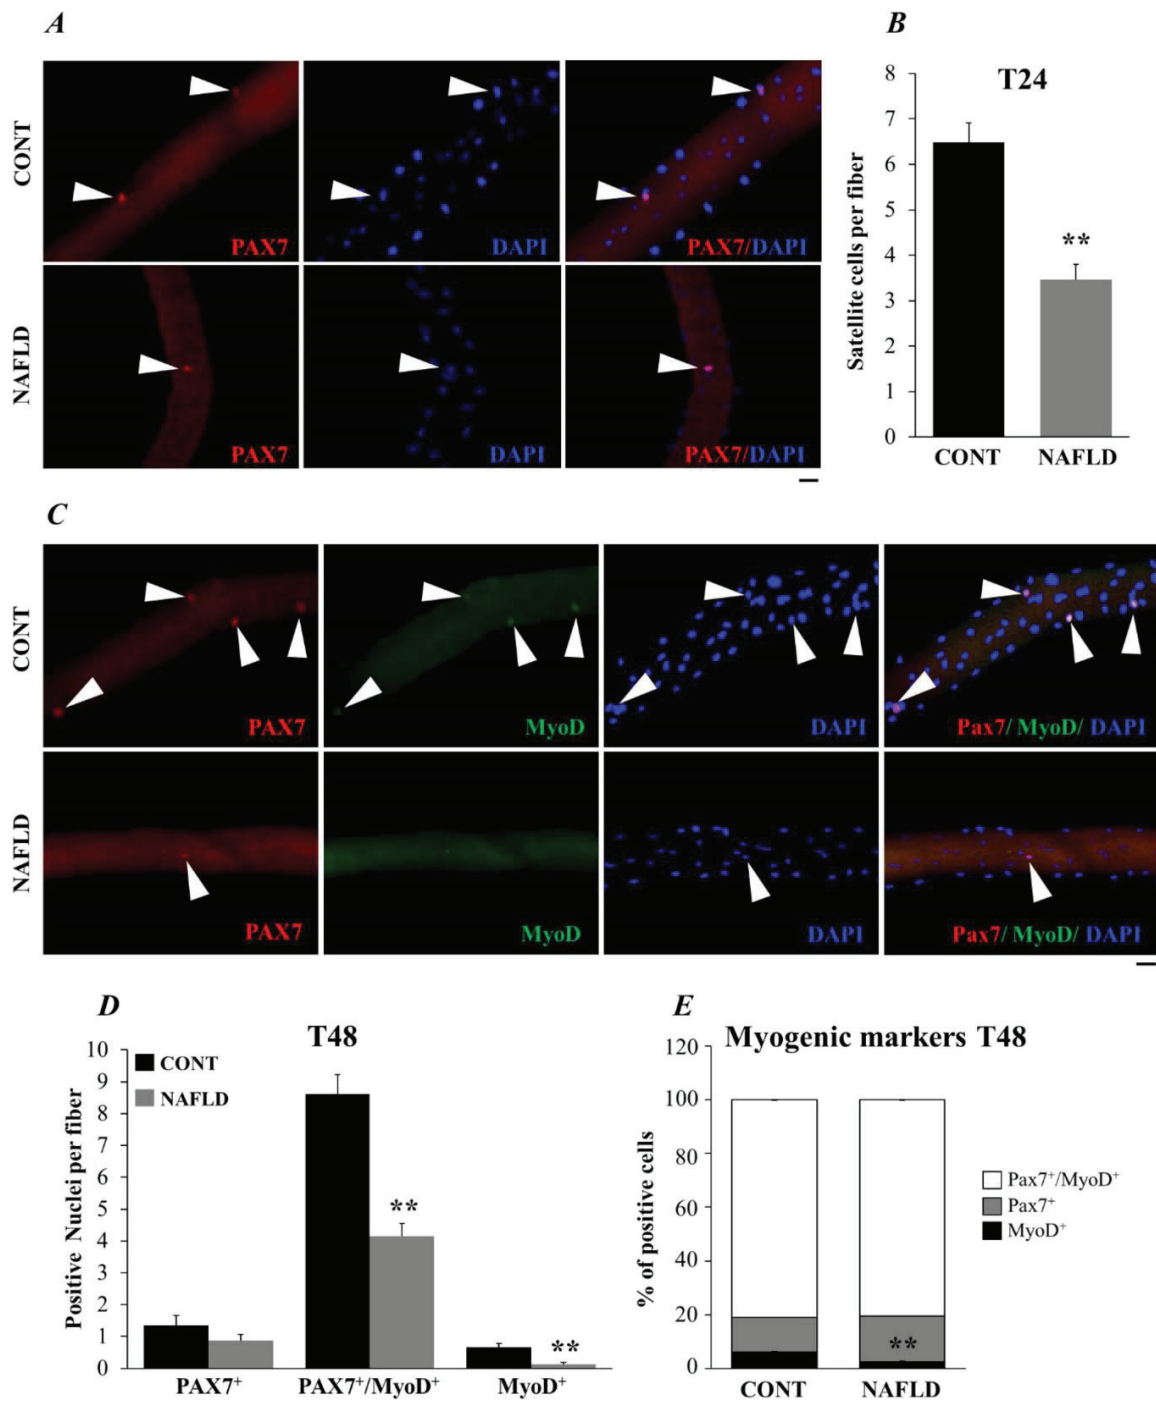 A
CONT
PAX7
DAPI
PAX7/DAPI
NAFLD
PAX7
DAPI
PAX7/DAPI
B
T24
Satellite cells per fiber
8
7
6
5
4
3
2
1
0
**
CONT NAFLD
C
CONT
PAX7
MyoD
DAPI
Pax7/ MyoD/ DAPI
NAFLD
PAX7
MyoD
DAPI
Pax7/ MyoD/ DAPI
D
T48
Positive Nuclei per fiber
10
9
8
7
6
5
4
3
2
1
0
CONT
NAFLD
**
**
PAX7⁺ PAX7⁺/MyoD⁺ MyoD⁺
E
Myogenic markers T48
% of positive cells
120
100
80
60
40
20
0
**
CONT NAFLD
Pax7⁺/MyoD⁺
Pax7⁺
MyoD⁺